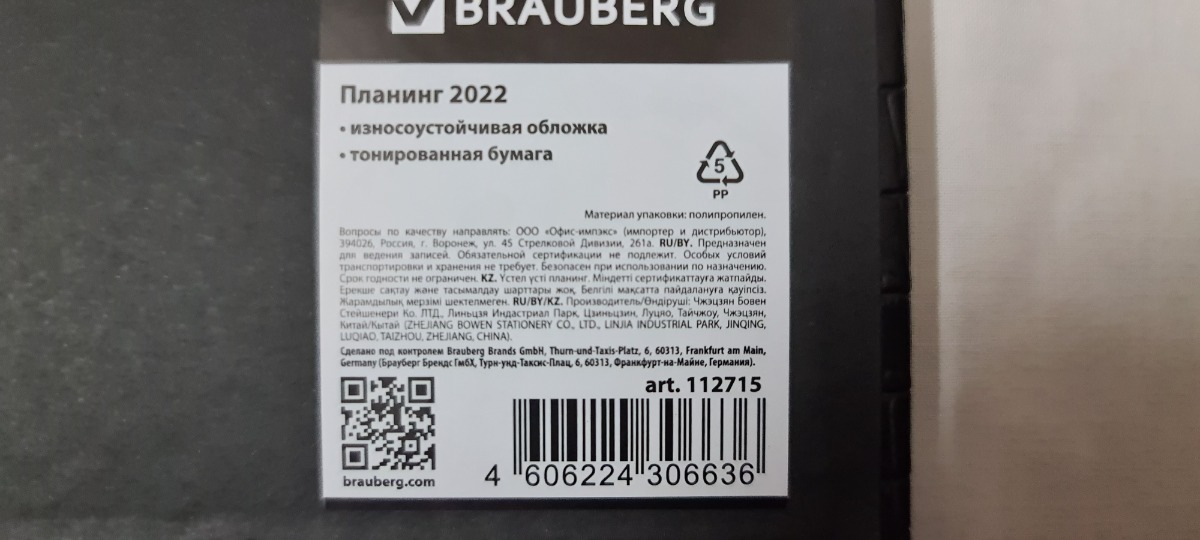 BRAUBERG
Планинг 2022
• износоустойчивая обложка
• тонированная бумага
5
PP
Материал упаковки: полипропилен.
Вопросы по качеству направлять: ООО «Офис-импэкс» (импортер и дистрибьютор),
394026, Россия, г. Воронеж, ул. 45 Стрелковой Дивизии, 261а. RU/BY. Предназначен
для ведения записей. Обязательной сертификации не подлежит. Особых условий
транспортировки и хранения не требует. Безопасен при использовании по назначению.
Срок годности не ограничен. KZ. Үстел үсті планинг. Міндетті сертификаттауға жатпайды.
Ерекше сақтау және тасымалдау шарттары жоқ. Белгілі мақсатта пайдалануға қауіпсіз.
Жарамдылық мерзімі шектелмеген. RU/BY/KZ. Производитель/Өндіруші: Чжэцзян Бовен
Стейшенери Ко. ЛТД., Линьцзя Индастриал Парк, Цзиньцзин, Луцяо, Тайчжоу, Чжэцзян,
Китай/Кытай (ZHEJIANG BOWEN STATIONERY CO., LTD., LINJIA INDUSTRIAL PARK, JINQING,
LUQIAO, TAIZHOU, ZHEJIANG, CHINA).
Сделано под контролем Brauberg Brands GmbH, Thurn-und-Taxis-Platz, 6, 60313, Frankfurt am Main,
Germany (Брауберг Брендс ГмбХ, Турн-унд-Таксис-Плац, 6, 60313, Франкфурт-на-Майне, Германия).
art. 112715
brauberg.com
4 606224 306636